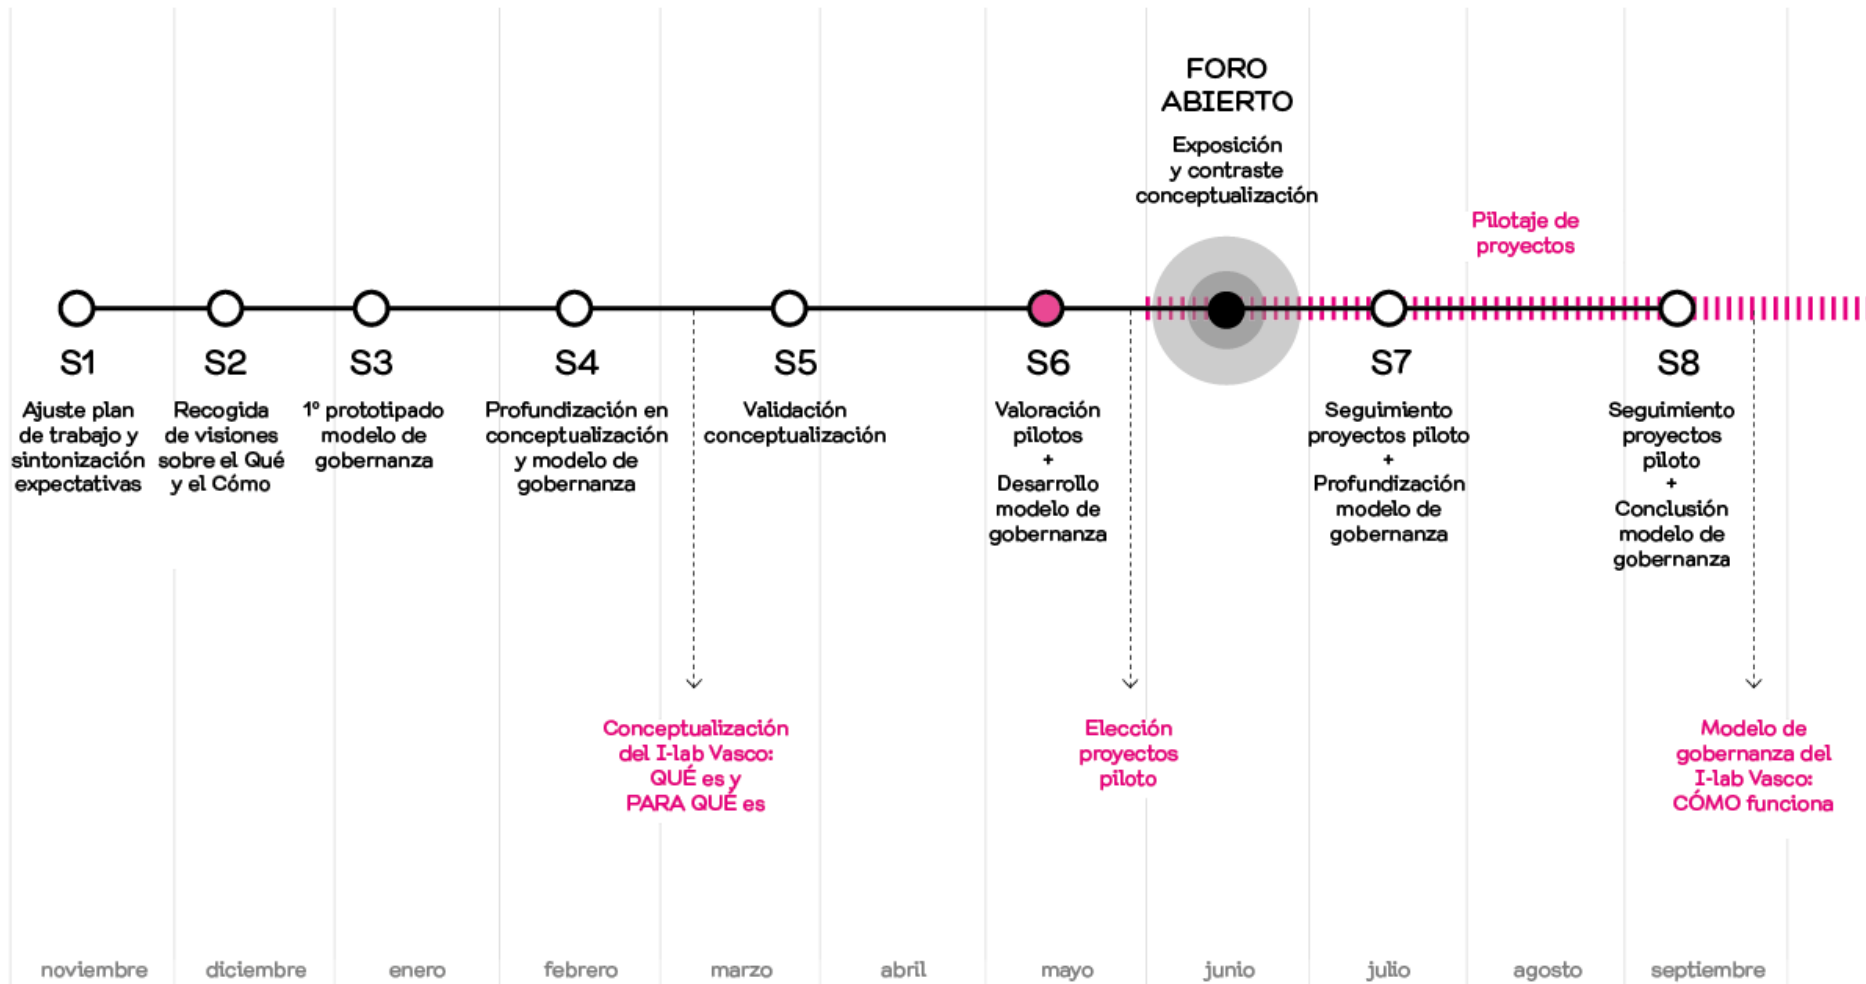 FORO
ABIERTO
Exposición
y contraste
conceptualización
Pilotaje de
proyectos
S1
Ajuste plan
de trabajo y
sintonización
expectativas
S2
Recogida
de visiones
sobre el Qué
y el Cómo
S3
1º prototipado
modelo de
gobernanza
S4
Profundización en
conceptualización
y modelo de
gobernanza
S5
Validación
conceptualización
S6
Valoración
pilotos
+
Desarrollo
modelo de
gobernanza
S7
Seguimiento
proyectos piloto
+
Profundización
modelo de
gobernanza
S8
Seguimiento
proyectos
piloto
+
Conclusión
modelo de
gobernanza
Conceptualización
del I-lab Vasco:
QUÉ es y
PARA QUÉ es
Elección
proyectos
piloto
Modelo de
gobernanza del
I-lab Vasco:
CÓMO funciona
noviembre
diciembre
enero
febrero
marzo
abril
mayo
junio
julio
agosto
septiembre